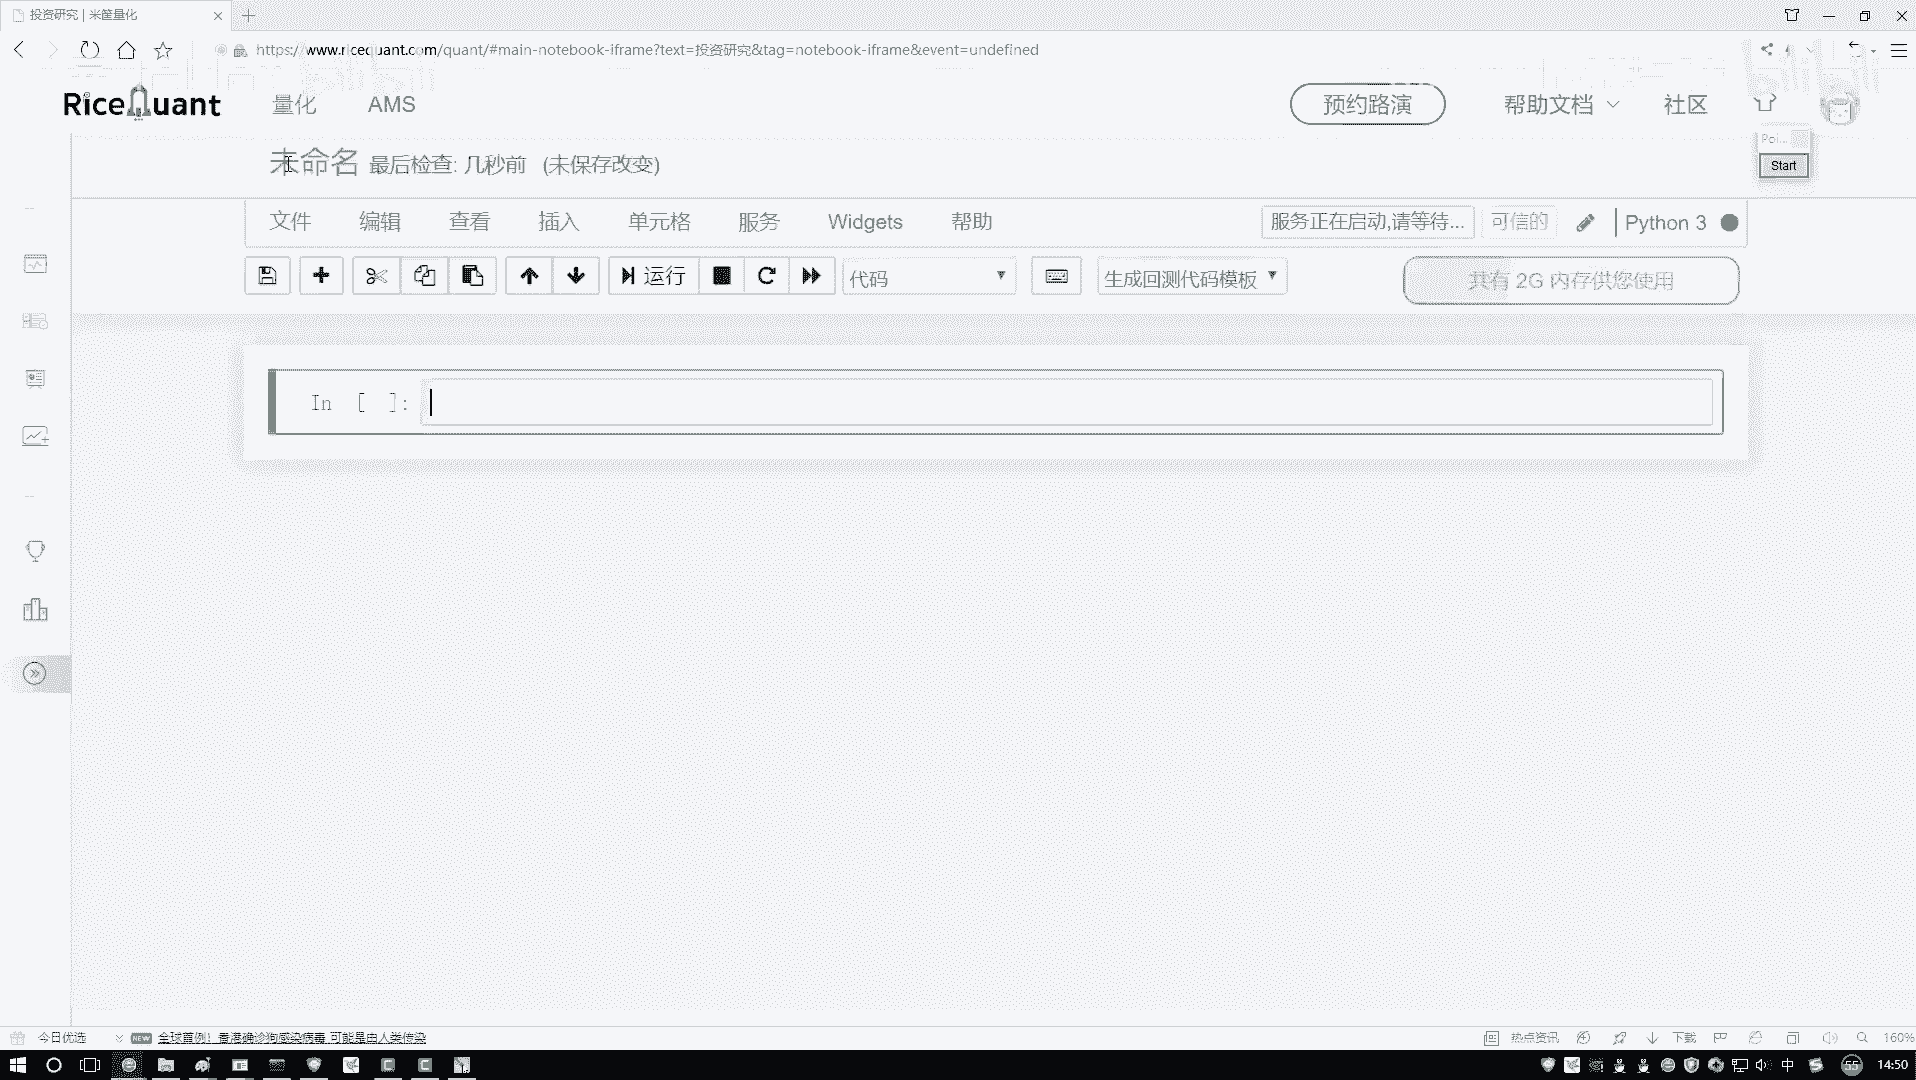 投资研究 | 米筐量化
https://www.ricequant.com/quant/#main-notebook-iframe?text=投资研究&tag=notebook-iframe&event=undefined
RiceQuant 量化 AMS 预约路演 帮助文档 社区
Poi...
Start
未命名 最后检查: 几秒前 (未保存改变)
文件 编辑 查看 插入 单元格 服务 Widgets 帮助 服务正在启动,请等待... 可信的 Python 3
运行 代码 生成回测代码模板 共有 2G 内存供您使用
In [ ]:
今日优选 NEW 全球首例！香港确诊狗感染病毒 可能是由人类传染 热点资讯 下载 160%
中 55 14:50